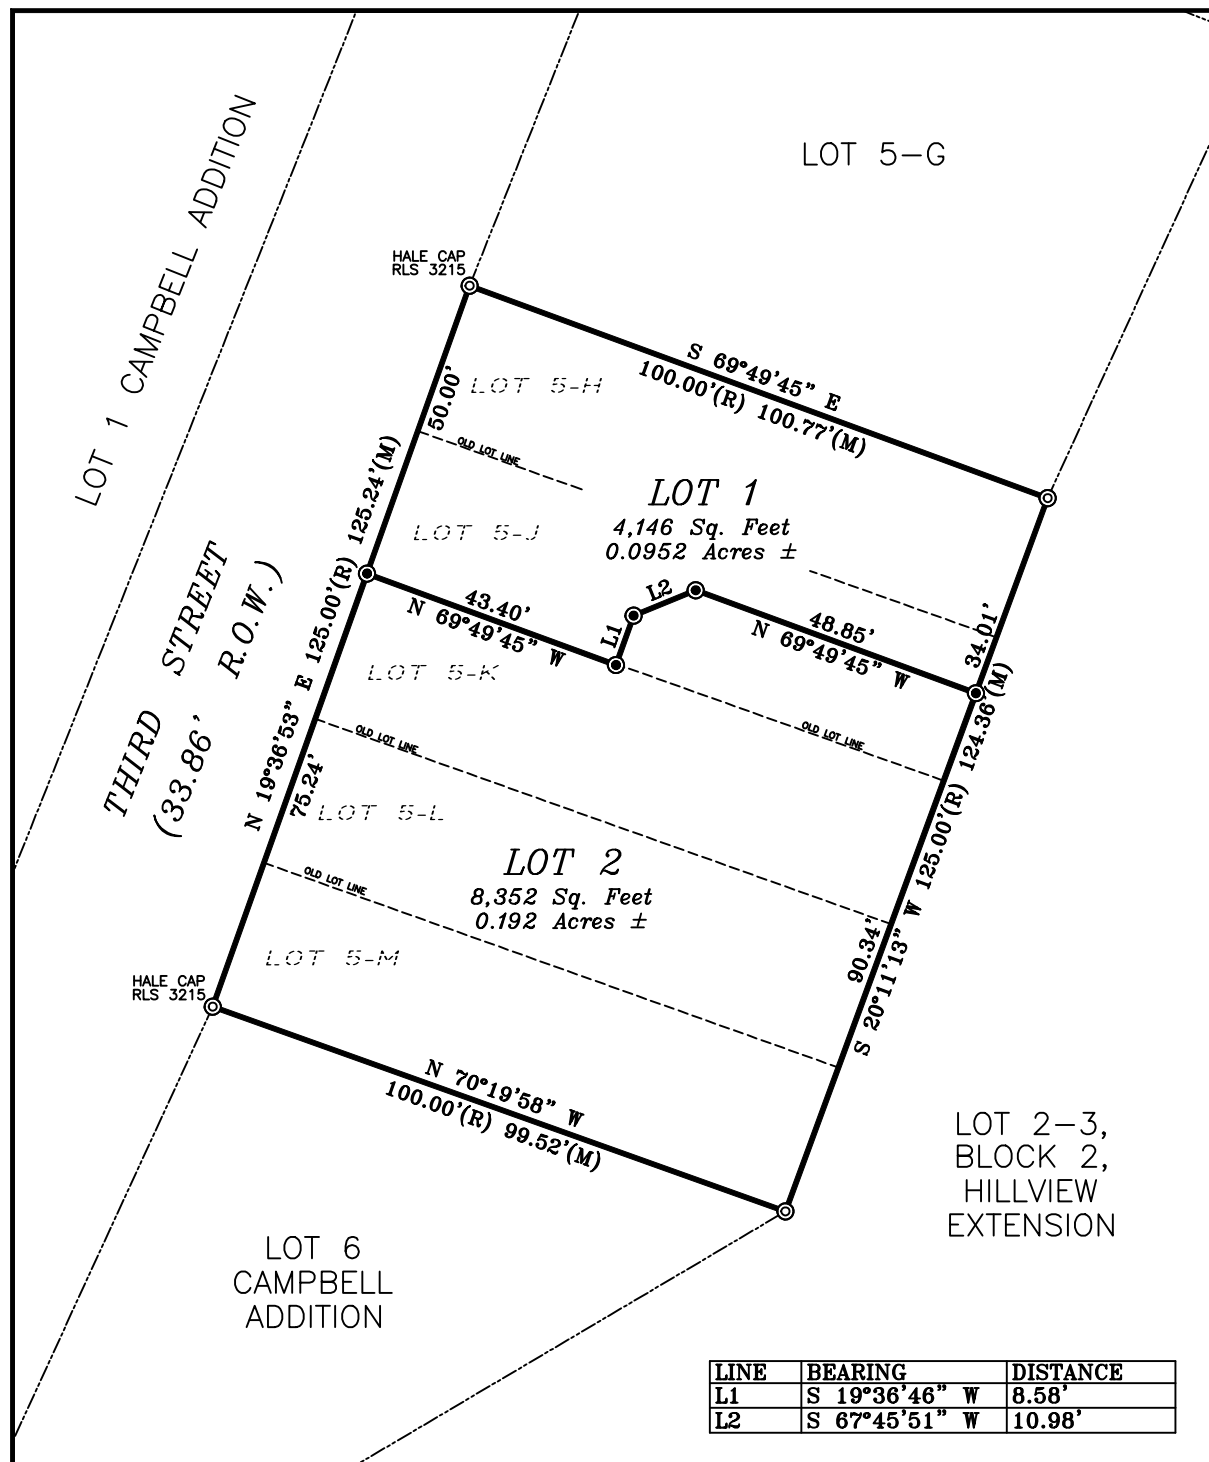 LOT 5-G
LOT 1 CAMPBELL ADDITION
HALE CAP
RLS 3215
S 69°49'45" E
100.00'(R) 100.77'(M)
50.00'
LOT 5-H
OLD LOT LINE
N 19°36'53" E 125.00'(R) 125.24'(M)
LOT 1
4,146 Sq. Feet
0.0952 Acres ±
LOT 5-J
THIRD STREET
(33.86' R.O.W.)
43.40'
N 69°49'45" W
L1
L2
48.85'
N 69°49'45" W
34.01'
LOT 5-K
OLD LOT LINE
OLD LOT LINE
S 20°11'13" W 125.00'(R) 124.36'(M)
75.24'
LOT 5-L
LOT 2
8,352 Sq. Feet
0.192 Acres ±
OLD LOT LINE
90.34'
LOT 5-M
HALE CAP
RLS 3215
N 70°19'58" W
100.00'(R) 99.52'(M)
LOT 2-3,
BLOCK 2,
HILLVIEW
EXTENSION
LOT 6
CAMPBELL
ADDITION
LINE BEARING DISTANCE
L1 S 19°36'46" W 8.58'
L2 S 67°45'51" W 10.98'